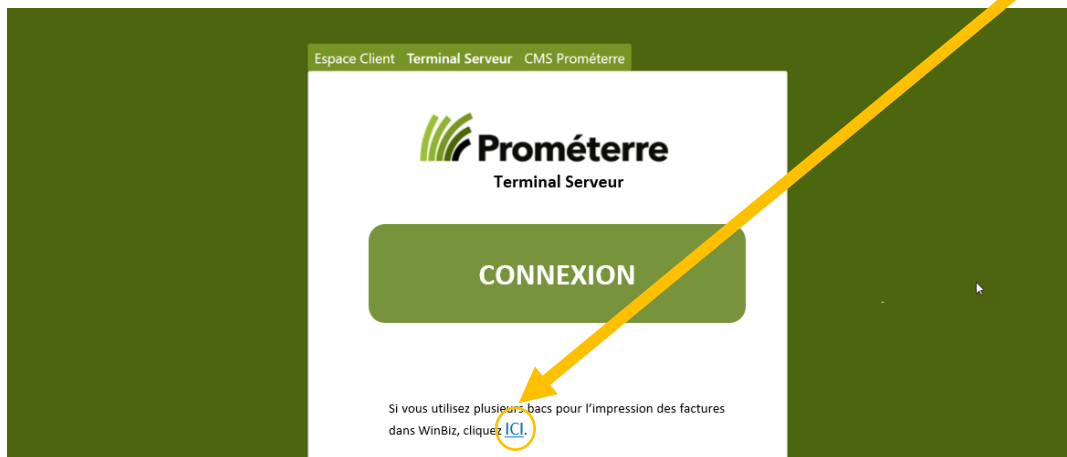 Espace Client Terminal Serveur CMS Prométerre
Prométerre
Terminal Serveur
CONNEXION
Si vous utilisez plusieurs bacs pour l'impression des factures
dans WinBiz, cliquez ICI.